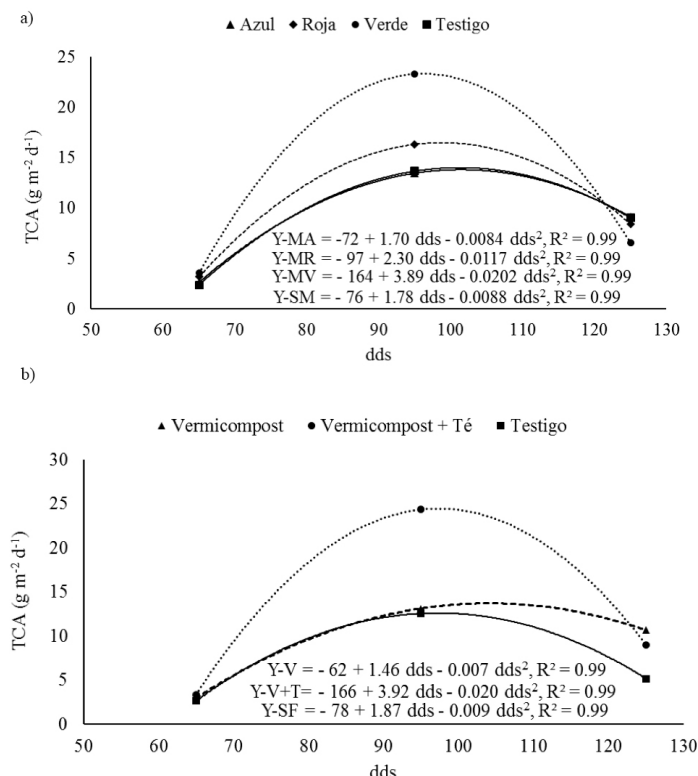 a)
▲ Azul ◆ Roja ● Verde ■ Testigo
25
20
15
10
5
0
TCA (g m⁻² d⁻¹)
Y-MA = -72 + 1.70 dds - 0.0084 dds², R² = 0.99
Y-MR = - 97 + 2.30 dds - 0.0117 dds², R² = 0.99
Y-MV = - 164 + 3.89 dds - 0.0202 dds², R² = 0.99
Y-SM = - 76 + 1.78 dds - 0.0088 dds², R² = 0.99
50 60 70 80 90 100 110 120 130
dds
b)
▲ Vermicompost ● Vermicompost + Té ■ Testigo
30
25
20
15
10
5
0
TCA (g m⁻² d⁻¹)
Y-V = - 62 + 1.46 dds - 0.007 dds², R² = 0.99
Y-V+T= - 166 + 3.92 dds - 0.020 dds², R² = 0.99
Y-SF = - 78 + 1.87 dds - 0.009 dds², R² = 0.99
50 60 70 80 90 100 110 120 130
dds